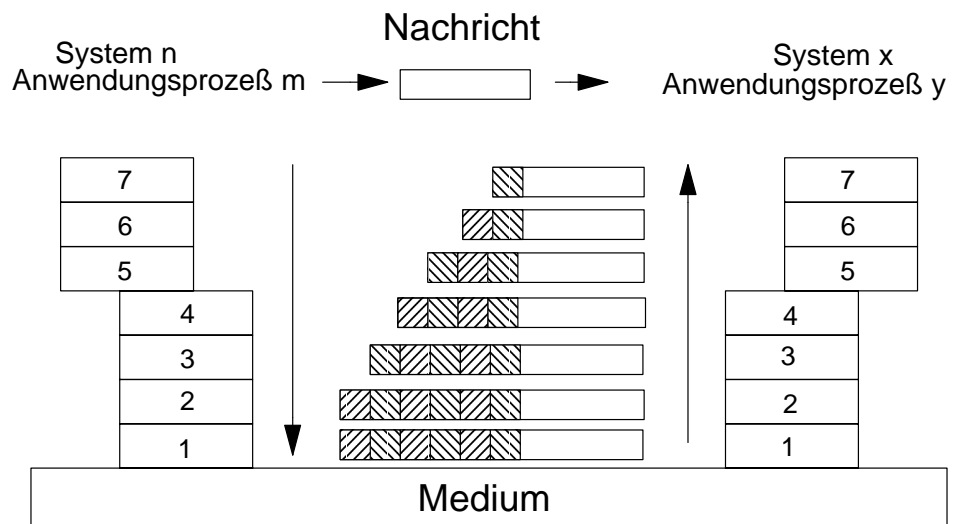 Nachricht
System n
Anwendungsprozeß m
System x
Anwendungsprozeß y
7
6
5
4
3
2
1
7
6
5
4
3
2
1
Medium